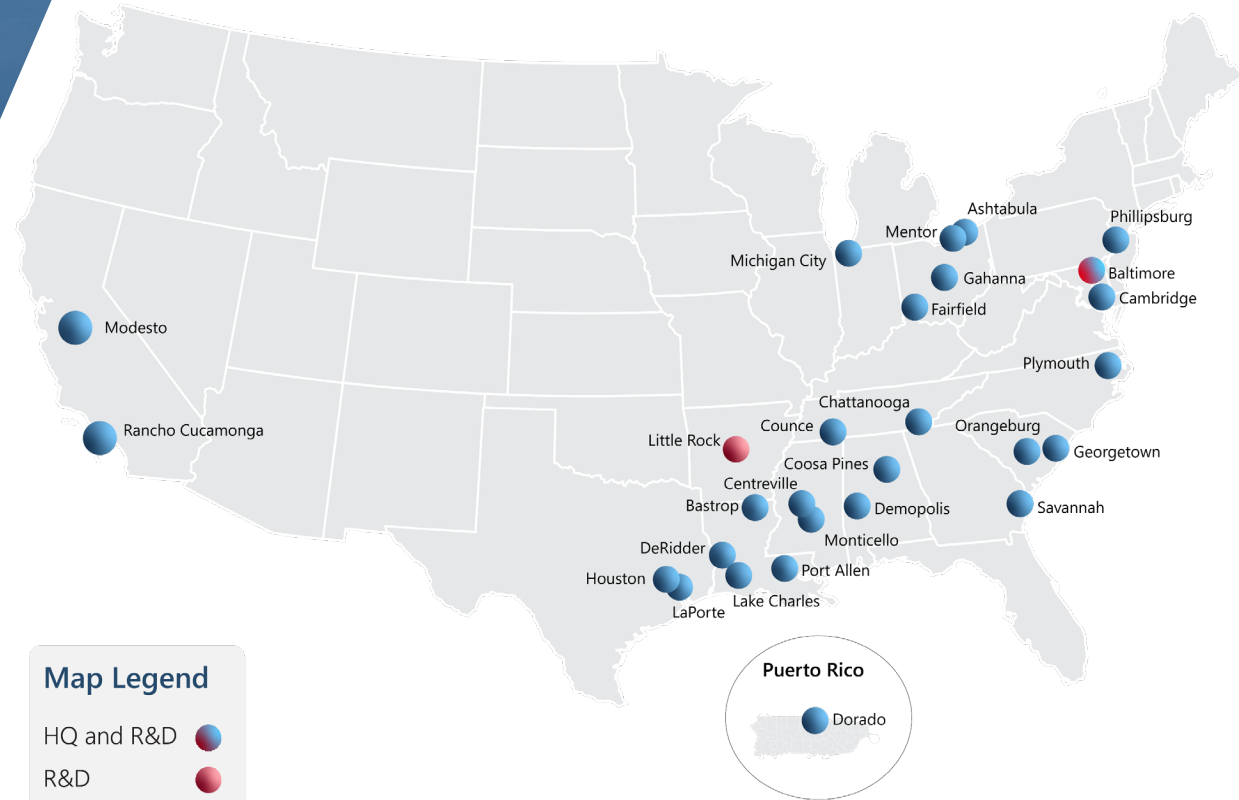 Ashtabula
Phillipsburg
Mentor
Michigan City
Baltimore
Gahanna
Cambridge
Fairfield
Modesto
Plymouth
Chattanooga
Rancho Cucamonga
Counce
Orangeburg
Little Rock
Georgetown
Coosa Pines
Centreville
Bastrop
Demopolis
Savannah
Monticello
DeRidder
Port Allen
Houston
Lake Charles
LaPorte
Puerto Rico
Dorado
Map Legend
HQ and R&D
R&D